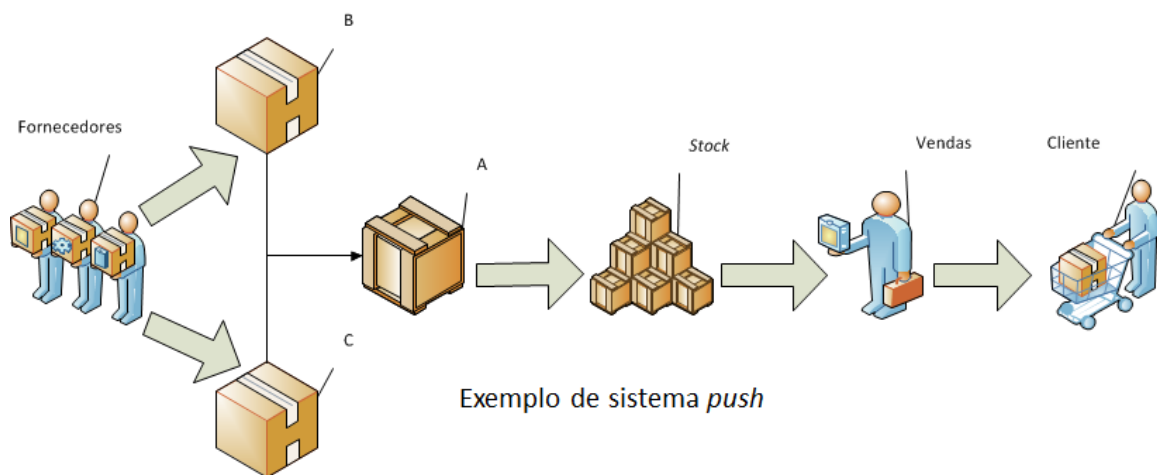 B
Fornecedores
A
Stock
Vendas
Cliente
C
Exemplo de sistema push